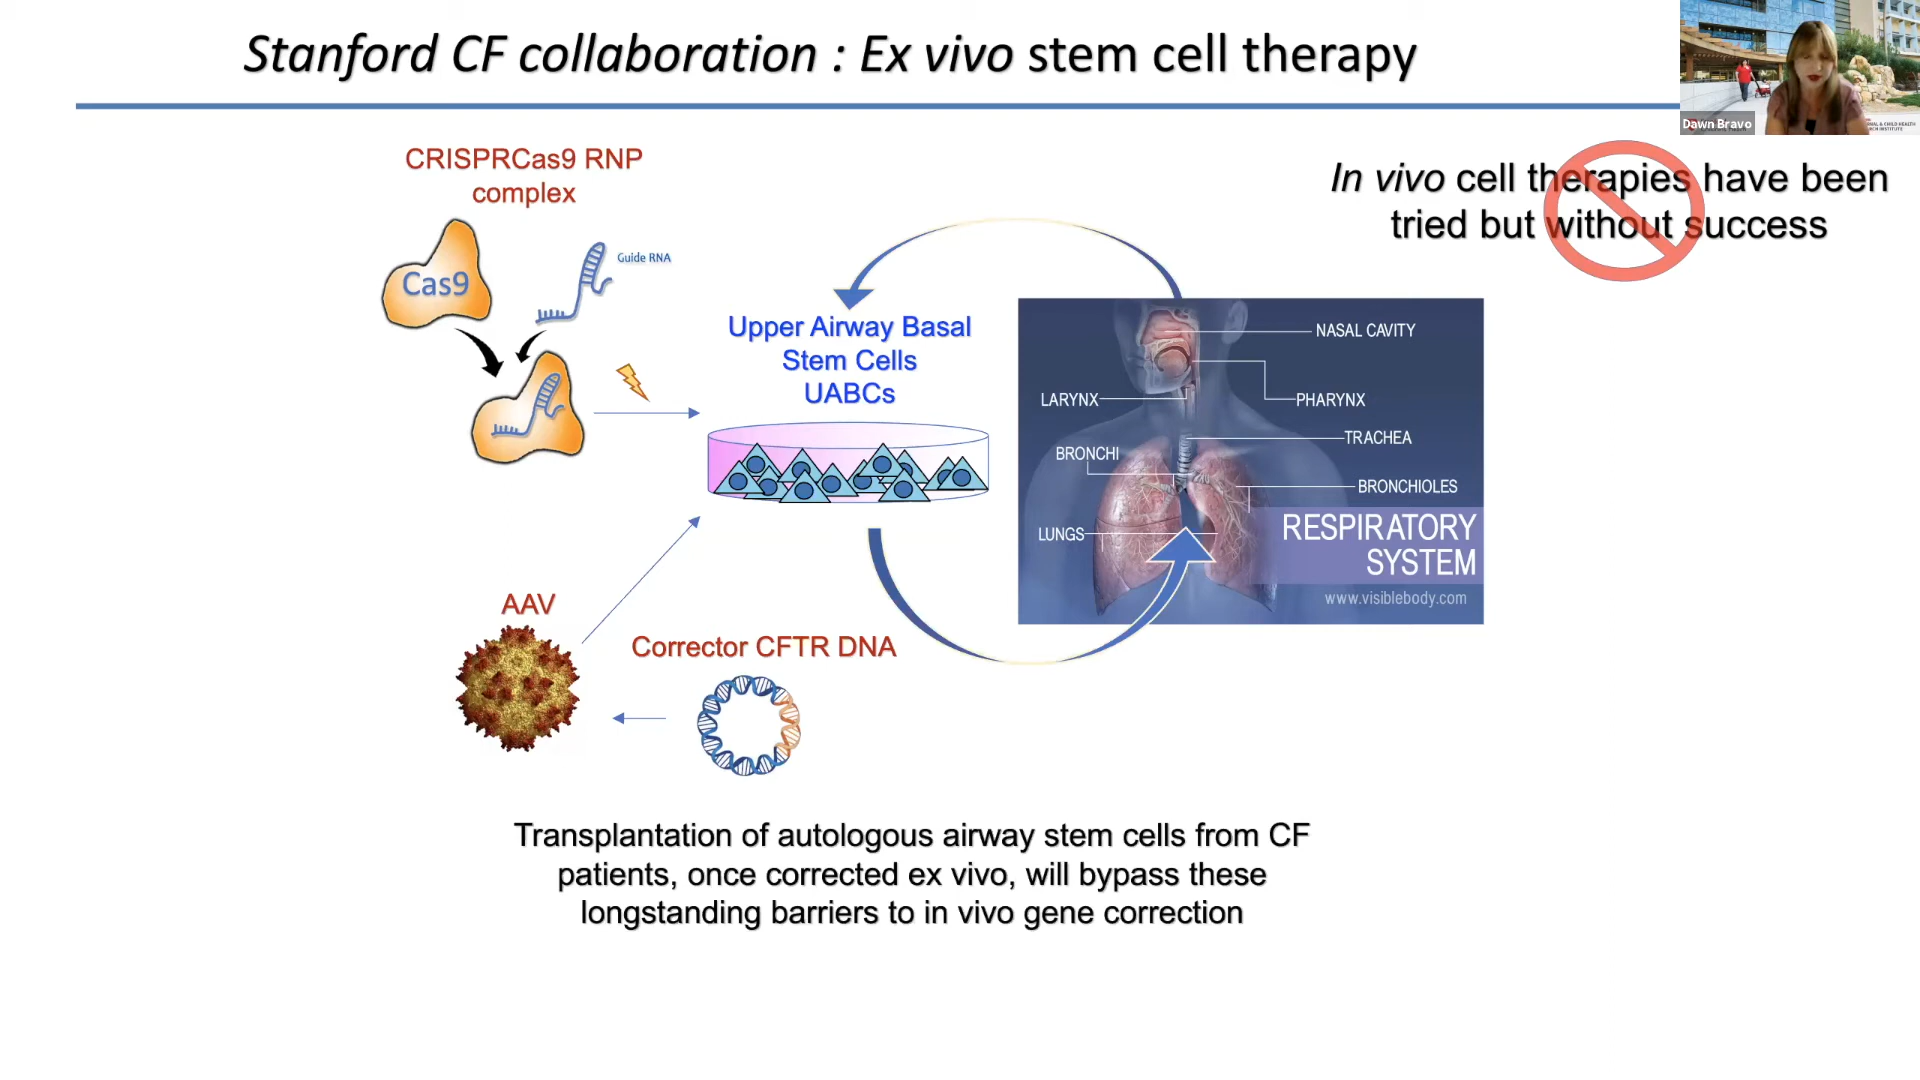 Stanford CF collaboration : Ex vivo stem cell therapy
Dawn Bravo
In vivo cell therapies have been
tried but without success
CRISPRCas9 RNP
complex
Cas9
Guide RNA
Upper Airway Basal
Stem Cells
UABCs
NASAL CAVITY
LARYNX
PHARYNX
TRACHEA
BRONCHI
BRONCHIOLES
LUNGS
RESPIRATORY
SYSTEM
www.visiblebody.com
AAV
Corrector CFTR DNA
Transplantation of autologous airway stem cells from CF
patients, once corrected ex vivo, will bypass these
longstanding barriers to in vivo gene correction